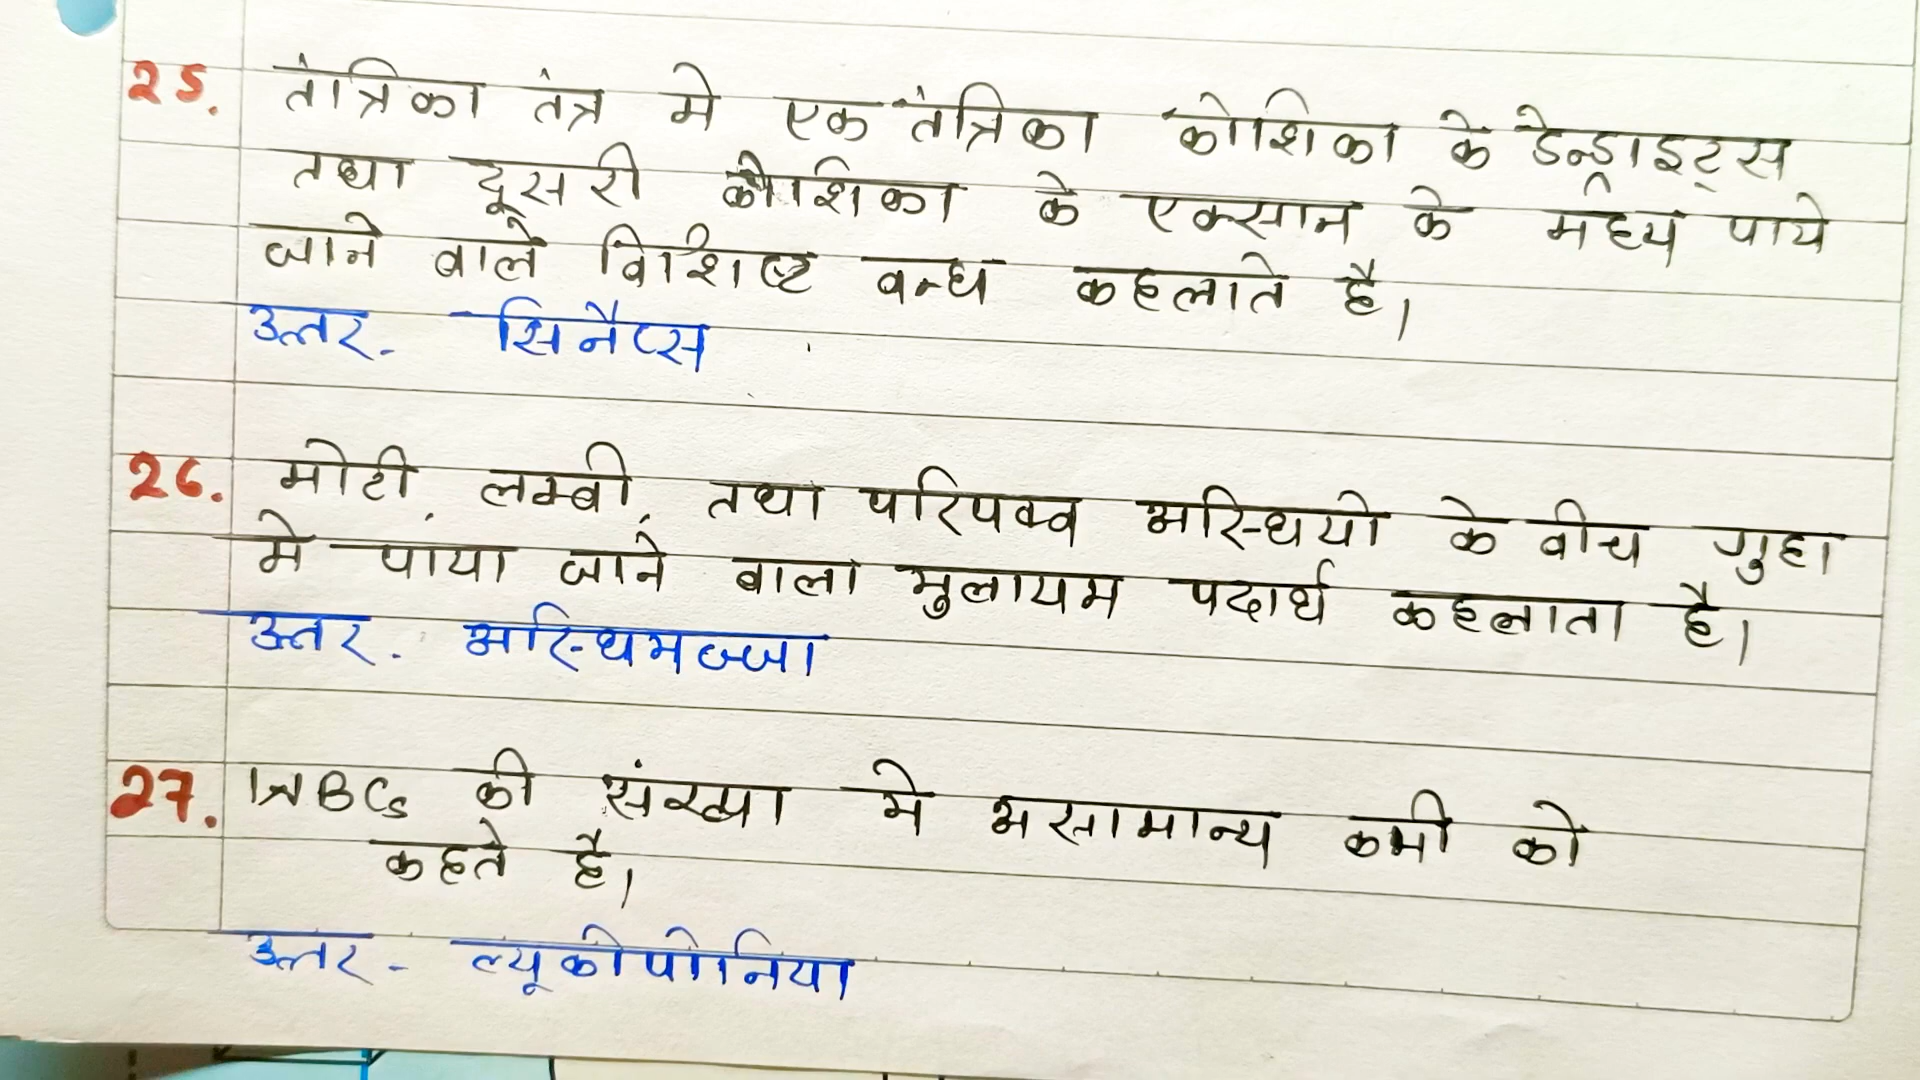 25. तंत्रिका तंत्र मे एक तंत्रिका कोशिका के डेन्ड्राइट्स
तथा दूसरी कोशिका के एक्सान के मध्य पाये
जाने वाले विशिष्ट बन्ध कहलाते है।
उत्तर. सिनैप्स
26. मोटी, लम्बी, तथा परिपक्व अस्थियो के बीच गुहा
मे पाया जाने वाला मुलायम पदार्थ कहलाता है।
उत्तर. अस्थिमज्जा
27. WBCs की संख्या मे असामान्य कमी को
कहते है।
उत्तर - ल्यूकोपोनिया